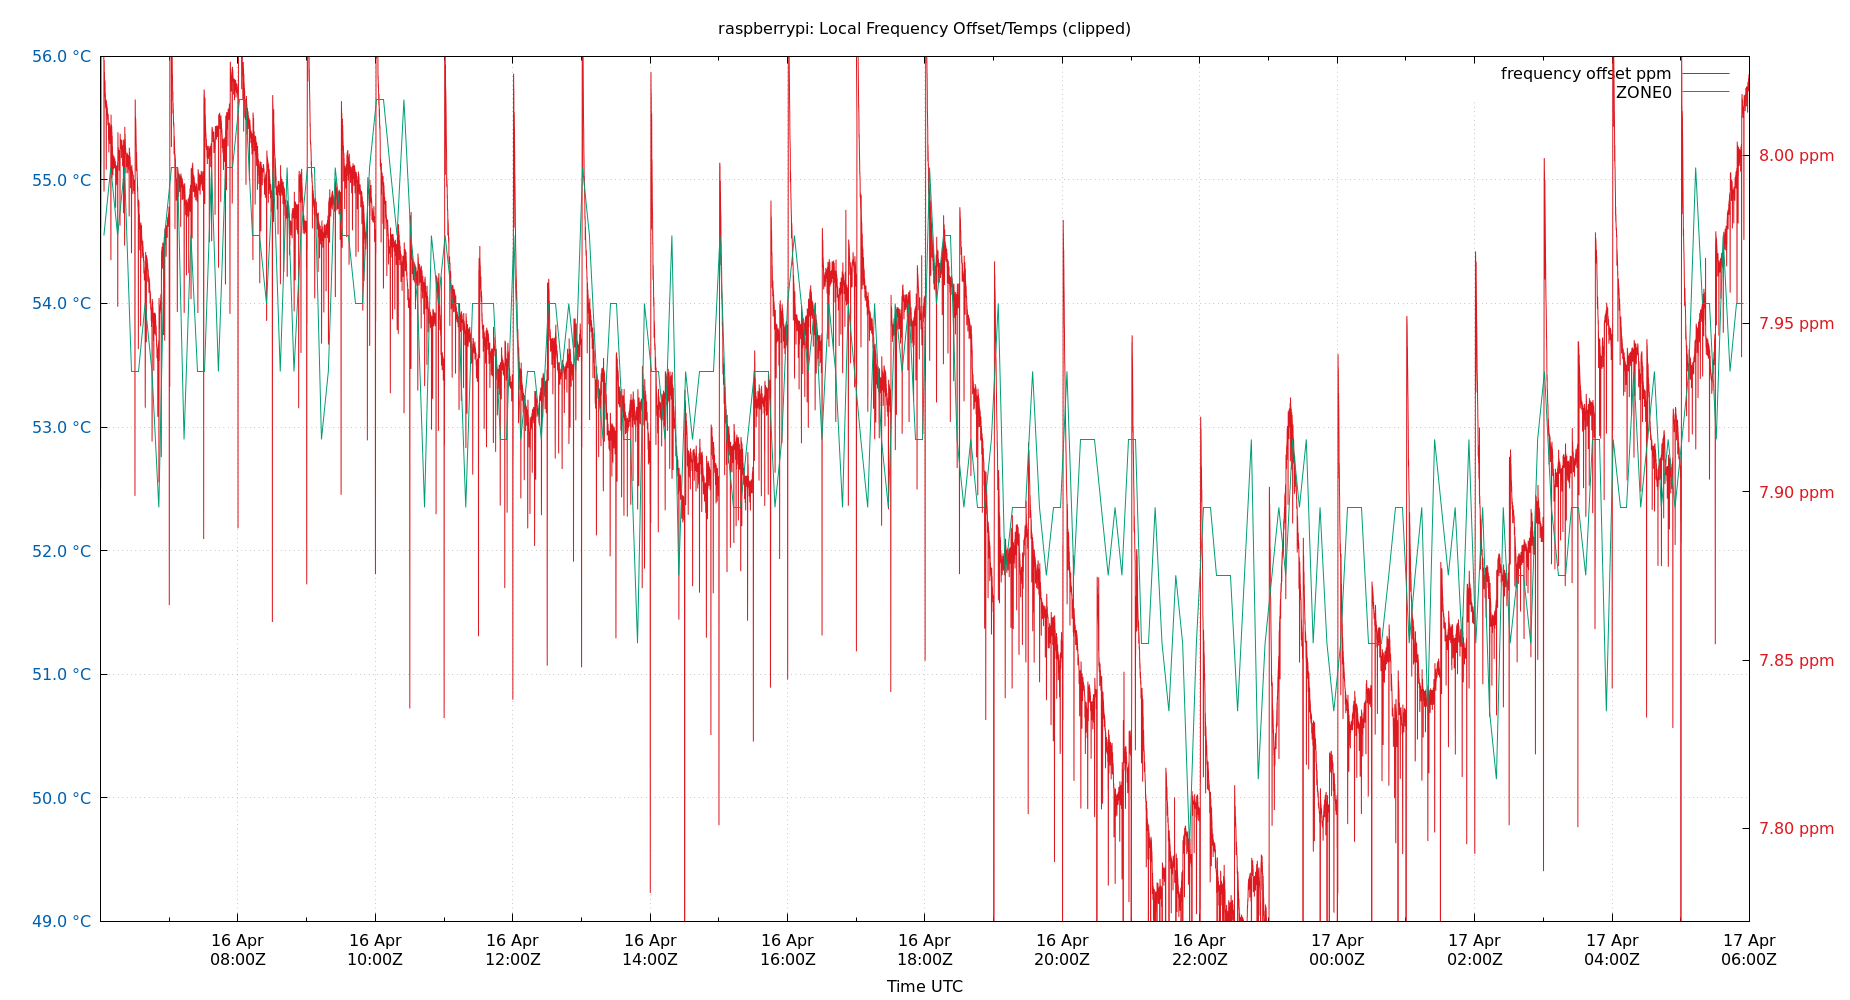 raspberrypi: Local Frequency Offset/Temps (clipped)
56.0 °C
55.0 °C
54.0 °C
53.0 °C
52.0 °C
51.0 °C
50.0 °C
49.0 °C
frequency offset ppm
ZONE0
8.00 ppm
7.95 ppm
7.90 ppm
7.85 ppm
7.80 ppm
16 Apr
08:00Z
16 Apr
10:00Z
16 Apr
12:00Z
16 Apr
14:00Z
16 Apr
16:00Z
16 Apr
18:00Z
16 Apr
20:00Z
16 Apr
22:00Z
17 Apr
00:00Z
17 Apr
02:00Z
17 Apr
04:00Z
17 Apr
06:00Z
Time UTC